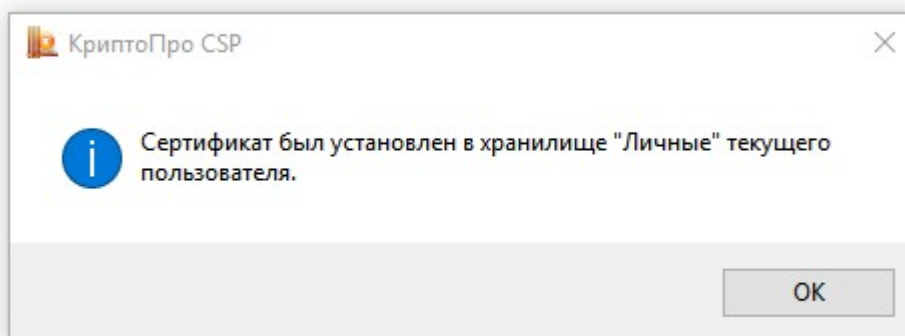 КриптоПро CSP
Сертификат был установлен в хранилище "Личные" текущего
пользователя.
OK